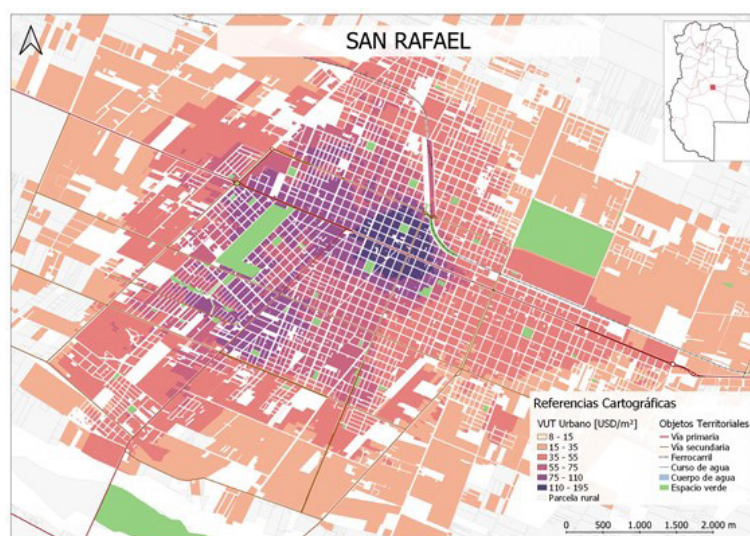 SAN RAFAEL
Referencias Cartográficas
VUT Urbano [USD/m²]
8 - 15
15 - 35
35 - 55
55 - 75
75 - 110
110 - 195
Parcela rural
Objetos Territoriales
Vía primaria
Vía secundaria
Ferrocarril
Curso de agua
Cuerpo de agua
Espacio verde
0 500 1.000 1.500 2.000 m